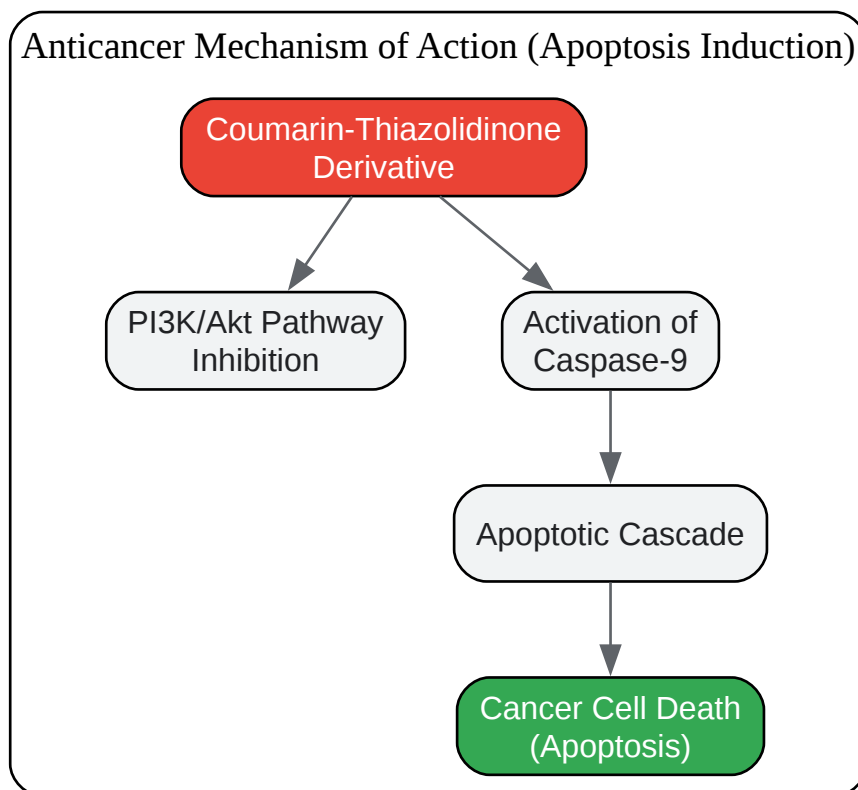 Anticancer Mechanism of Action (Apoptosis Induction)
Coumarin-Thiazolidinone
Derivative
PI3K/Akt Pathway
Inhibition
Activation of
Caspase-9
Apoptotic Cascade
Cancer Cell Death
(Apoptosis)